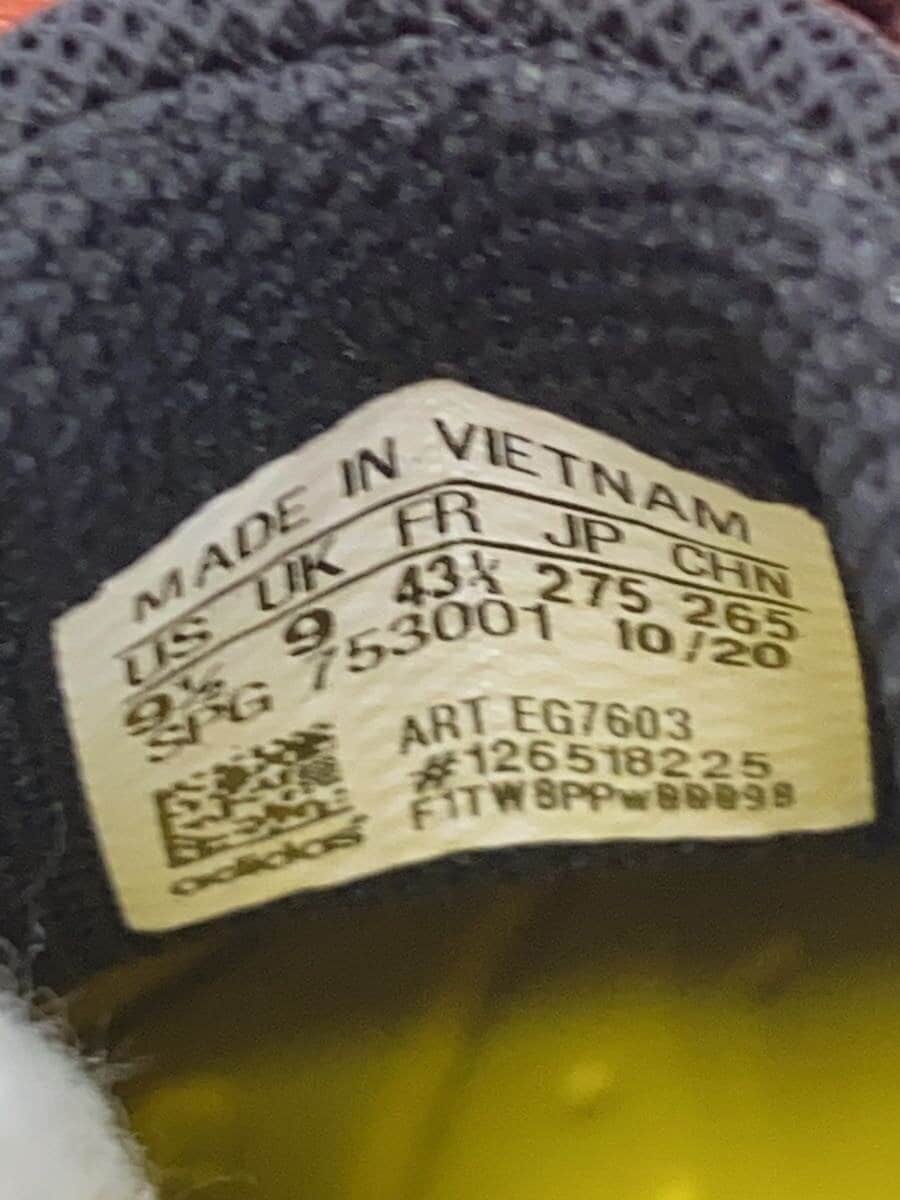 MADE IN VIETNAM
US UK FR JP CHN
9½ 9 43⅓ 275 265
SPG 753001 10/20
ART EG7603
#126518225
adidas